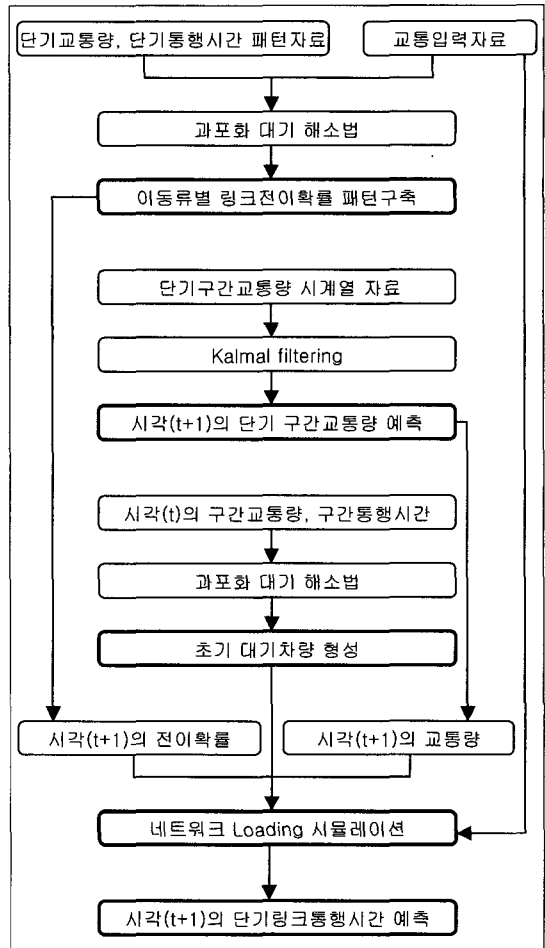 단기교통량, 단기통행시간 패턴자료
교통입력자료
과포화 대기 해소법
이동류별 링크전이확률 패턴구축
단기구간교통량 시계열 자료
Kalmal filtering
시각(t+1)의 단기 구간교통량 예측
시각(t)의 구간교통량, 구간통행시간
과포화 대기 해소법
초기 대기차량 형성
시각(t+1)의 전이확률
시각(t+1)의 교통량
네트워크 Loading 시뮬레이션
시각(t+1)의 단기링크통행시간 예측